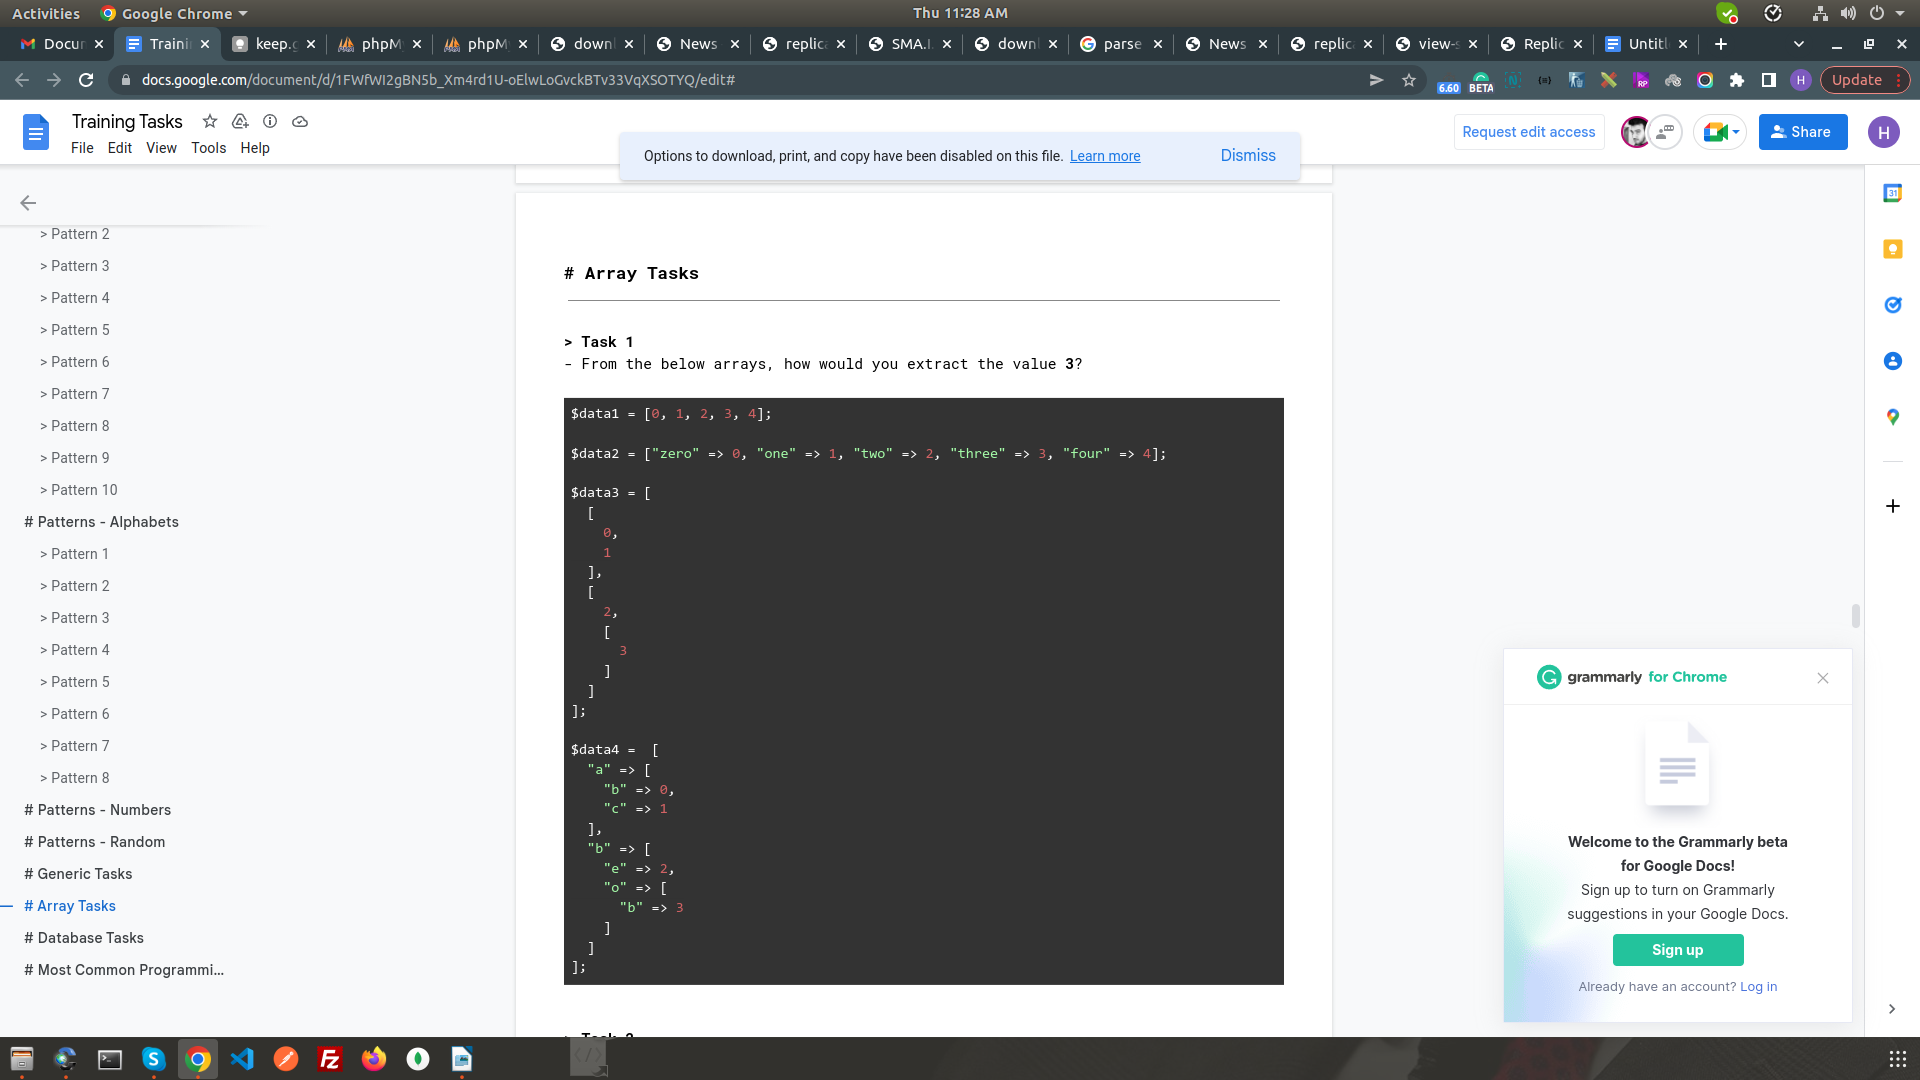 Activities
Google Chrome
Thu 11:28 AM
Docur
Traini
keep.g
phpMy
phpMy
downl
News
replica
SMA.I
downl
parse
News
replic
view-s
Replic
Untitl
docs.google.com/document/d/1FWfWI2gBN5b_Xm4rd1U-oElwLoGvckBTv33VqXSOTYQ/edit#
6.60
BETA
RP
H
Update
Training Tasks
File Edit View Tools Help
Options to download, print, and copy have been disabled on this file. Learn more
Dismiss
Request edit access
Share
H
> Pattern 2
> Pattern 3
> Pattern 4
> Pattern 5
> Pattern 6
> Pattern 7
> Pattern 8
> Pattern 9
> Pattern 10
# Patterns - Alphabets
> Pattern 1
> Pattern 2
> Pattern 3
> Pattern 4
> Pattern 5
> Pattern 6
> Pattern 7
> Pattern 8
# Patterns - Numbers
# Patterns - Random
# Generic Tasks
# Array Tasks
# Database Tasks
# Most Common Programmi...
# Array Tasks
> Task 1
- From the below arrays, how would you extract the value 3?
$data1 = [0, 1, 2, 3, 4];
$data2 = ["zero" => 0, "one" => 1, "two" => 2, "three" => 3, "four" => 4];
$data3 = [
[
0,
1
],
[
2,
[
3
]
]
];
$data4 =  [
"a" => [
"b" => 0,
"c" => 1
],
"b" => [
"e" => 2,
"o" => [
"b" => 3
]
]
];
> Task 2
31
grammarly for Chrome
Welcome to the Grammarly beta
for Google Docs!
Sign up to turn on Grammarly
suggestions in your Google Docs.
Sign up
Already have an account? Log in